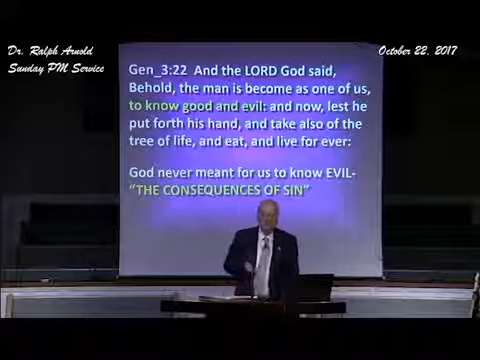 Dr. Ralph Arnold
Sunday PM Service
October 22, 2017
Gen_3:22 And the LORD God said,
Behold, the man is become as one of us,
to know good and evil: and now, lest he
put forth his hand, and take also of the
tree of life, and eat, and live for ever:
God never meant for us to know EVIL-
“THE CONSEQUENCES OF SIN”